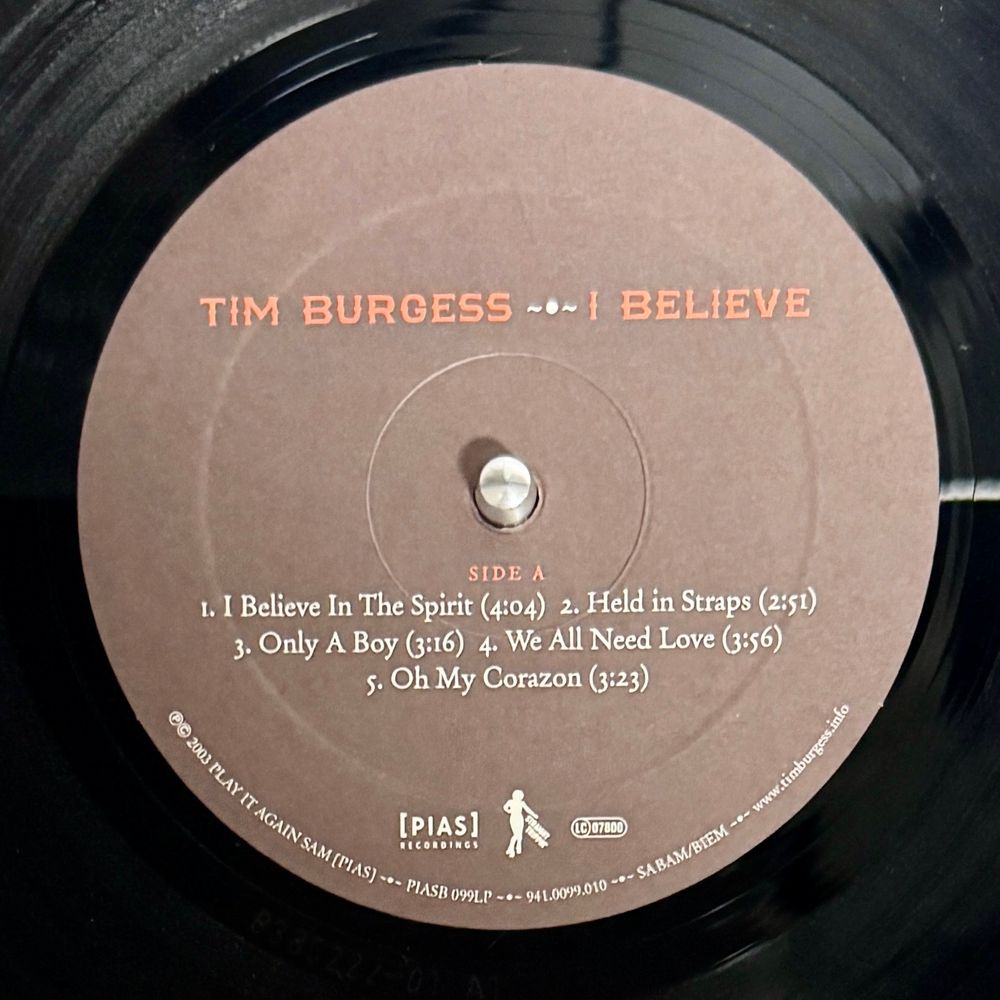 TIM BURGESS ~•~ I BELIEVE
SIDE A
1. I Believe In The Spirit (4:04) 2. Held in Straps (2:51)
3. Only A Boy (3:16) 4. We All Need Love (3:56)
5. Oh My Corazon (3:23)
[PIAS]
RECORDINGS
LC 07800
℗© 2003 PLAY IT AGAIN SAM [PIAS] ~•~ PIASB 099LP ~•~ 941.0099.010 ~•~ SABAM/BIEM ~•~ www.timburgess.info